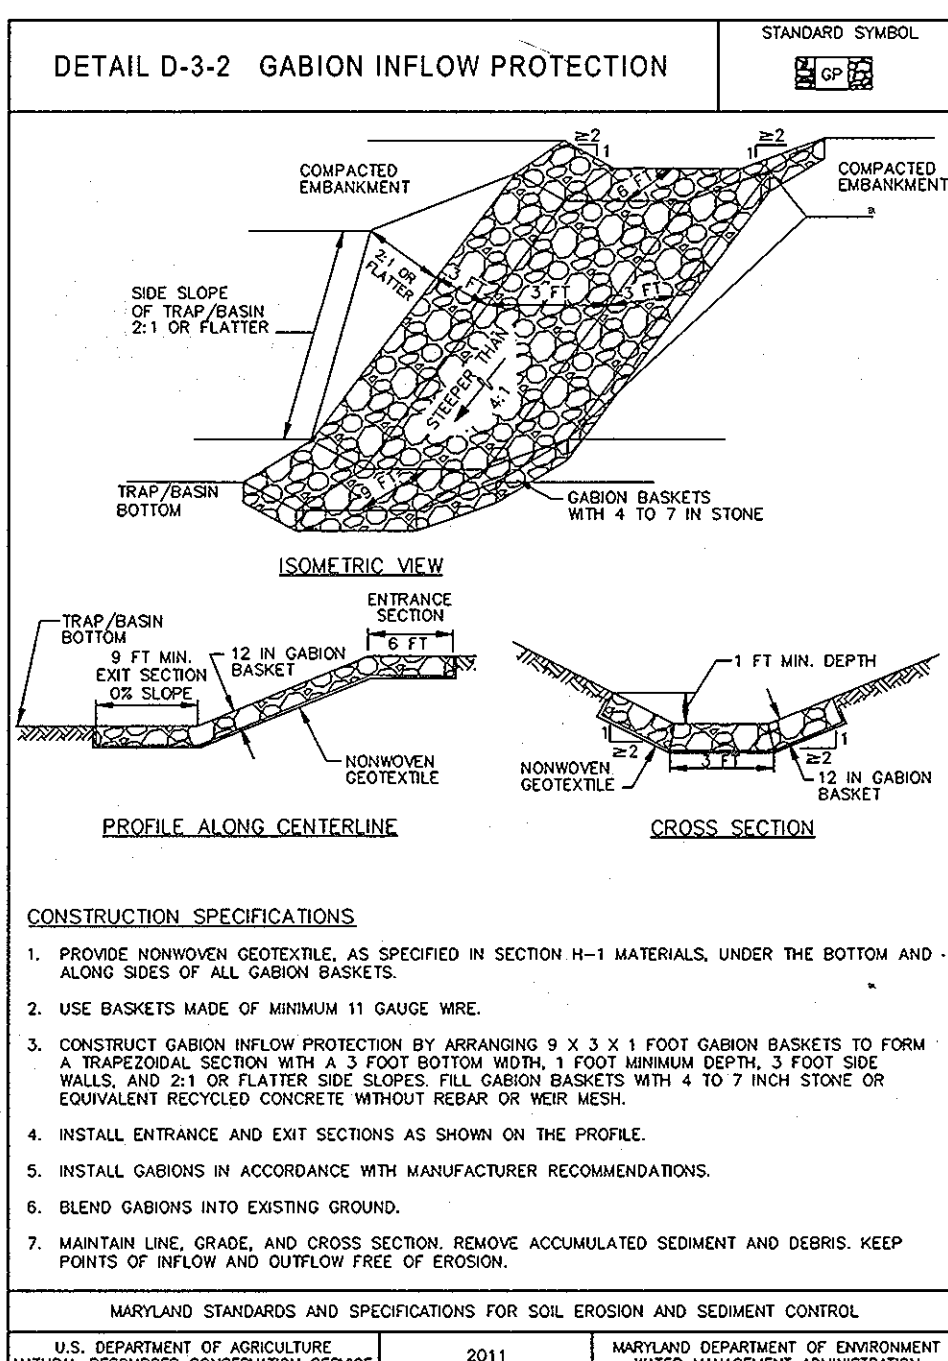 DETAIL D-3-2 GABION INFLOW PROTECTION
STANDARD SYMBOL
GP
≥2
1
≥2
1
COMPACTED
EMBANKMENT
COMPACTED
EMBANKMENT
6 FT
2:1 OR
FLATTER
3 FT
3 FT
3 FT
SIDE SLOPE
OF TRAP/BASIN
2:1 OR FLATTER
STEEPER THAN
4:1
9 FT
TRAP/BASIN
BOTTOM
GABION BASKETS
WITH 4 TO 7 IN STONE
ISOMETRIC VIEW
TRAP/BASIN
BOTTOM
9 FT MIN.
EXIT SECTION
0% SLOPE
12 IN GABION
BASKET
ENTRANCE
SECTION
6 FT
NONWOVEN
GEOTEXTILE
PROFILE ALONG CENTERLINE
1 FT MIN. DEPTH
1
≥2
3 FT
≥2
1
NONWOVEN
GEOTEXTILE
12 IN GABION
BASKET
CROSS SECTION
CONSTRUCTION SPECIFICATIONS
1. PROVIDE NONWOVEN GEOTEXTILE, AS SPECIFIED IN SECTION H-1 MATERIALS, UNDER THE BOTTOM AND
ALONG SIDES OF ALL GABION BASKETS.
2. USE BASKETS MADE OF MINIMUM 11 GAUGE WIRE.
3. CONSTRUCT GABION INFLOW PROTECTION BY ARRANGING 9 X 3 X 1 FOOT GABION BASKETS TO FORM
A TRAPEZOIDAL SECTION WITH A 3 FOOT BOTTOM WIDTH, 1 FOOT MINIMUM DEPTH, 3 FOOT SIDE
WALLS, AND 2:1 OR FLATTER SIDE SLOPES. FILL GABION BASKETS WITH 4 TO 7 INCH STONE OR
EQUIVALENT RECYCLED CONCRETE WITHOUT REBAR OR WEIR MESH.
4. INSTALL ENTRANCE AND EXIT SECTIONS AS SHOWN ON THE PROFILE.
5. INSTALL GABIONS IN ACCORDANCE WITH MANUFACTURER RECOMMENDATIONS.
6. BLEND GABIONS INTO EXISTING GROUND.
7. MAINTAIN LINE, GRADE, AND CROSS SECTION. REMOVE ACCUMULATED SEDIMENT AND DEBRIS. KEEP
POINTS OF INFLOW AND OUTFLOW FREE OF EROSION.
MARYLAND STANDARDS AND SPECIFICATIONS FOR SOIL EROSION AND SEDIMENT CONTROL
U.S. DEPARTMENT OF AGRICULTURE
NATURAL RESOURCES CONSERVATION SERVICE
2011
MARYLAND DEPARTMENT OF ENVIRONMENT
WATER MANAGEMENT ADMINISTRATION